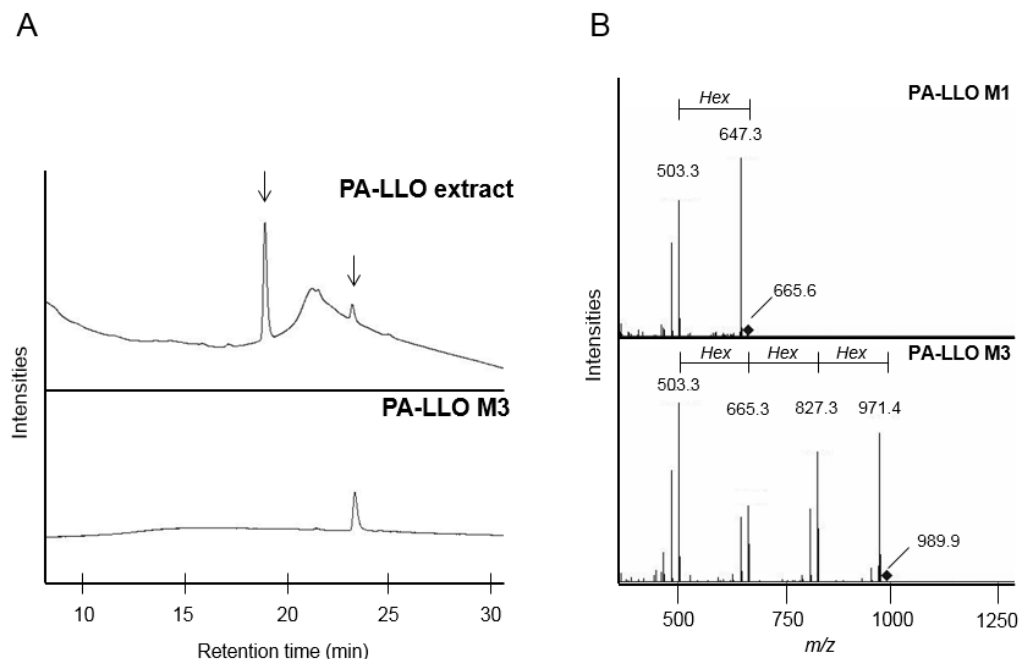 A
PA-LLO extract
PA-LLO M3
Intensities
10 15 20 25 30
Retention time (min)
B
PA-LLO M1
Hex
647.3
503.3
665.6
PA-LLO M3
Hex Hex Hex
503.3
665.3 827.3 971.4
989.9
Intensities
500 750 1000 1250
m/z